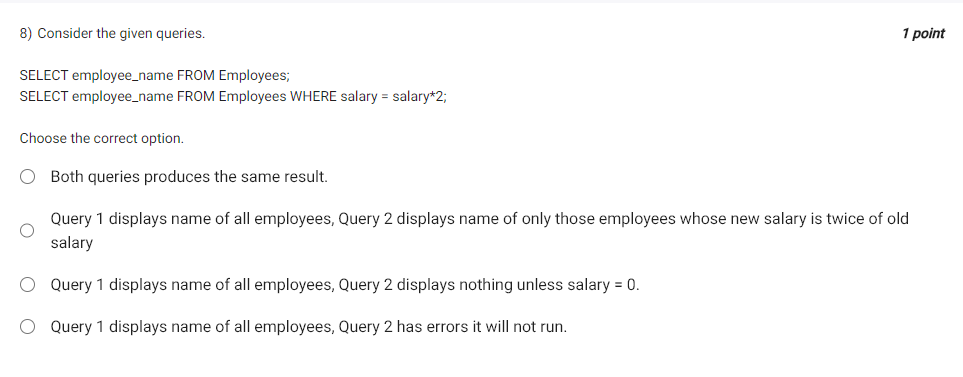 8) Consider the given queries.
1 point
SELECT employee_name FROM Employees;
SELECT employee_name FROM Employees WHERE salary = salary*2;
Choose the correct option.
Both queries produces the same result.
Query 1 displays name of all employees, Query 2 displays name of only those employees whose new salary is twice of old
salary
Query 1 displays name of all employees, Query 2 displays nothing unless salary = 0.
Query 1 displays name of all employees, Query 2 has errors it will not run.